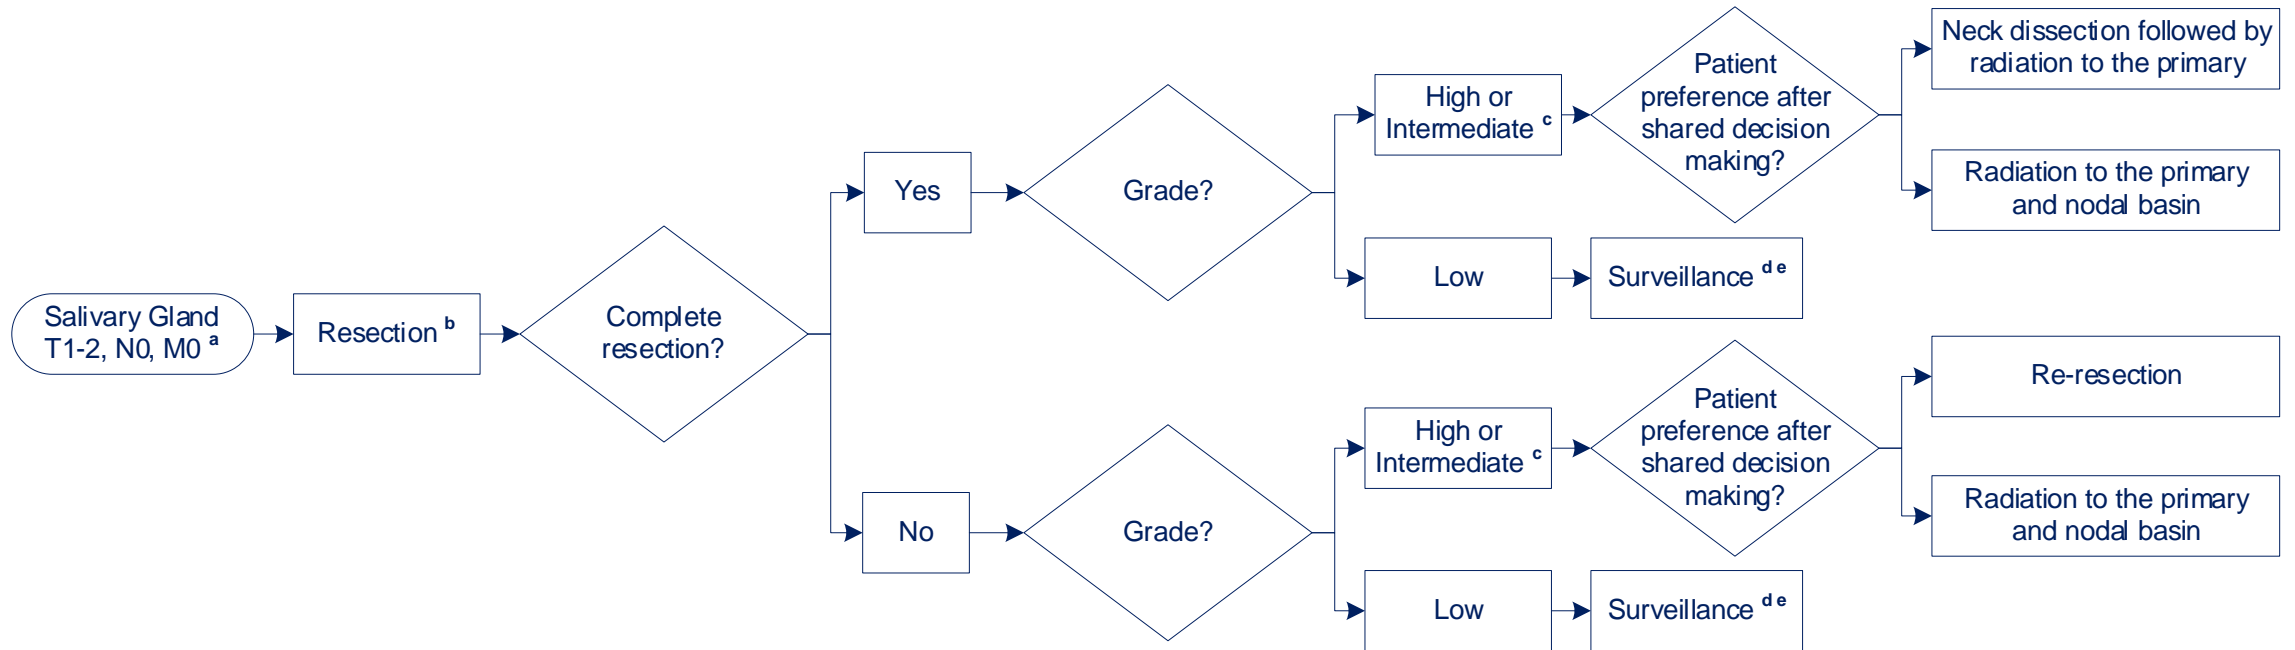 Salivary Gland
T1-2, N0, M0 a
Resection b
Complete
resection?
Yes
Grade?
High or
Intermediate c
Patient
preference after
shared decision
making?
Neck dissection followed by
radiation to the primary
Radiation to the primary
and nodal basin
Low
Surveillance d e
No
Grade?
High or
Intermediate c
Patient
preference after
shared decision
making?
Re-resection
Radiation to the primary
and nodal basin
Low
Surveillance d e